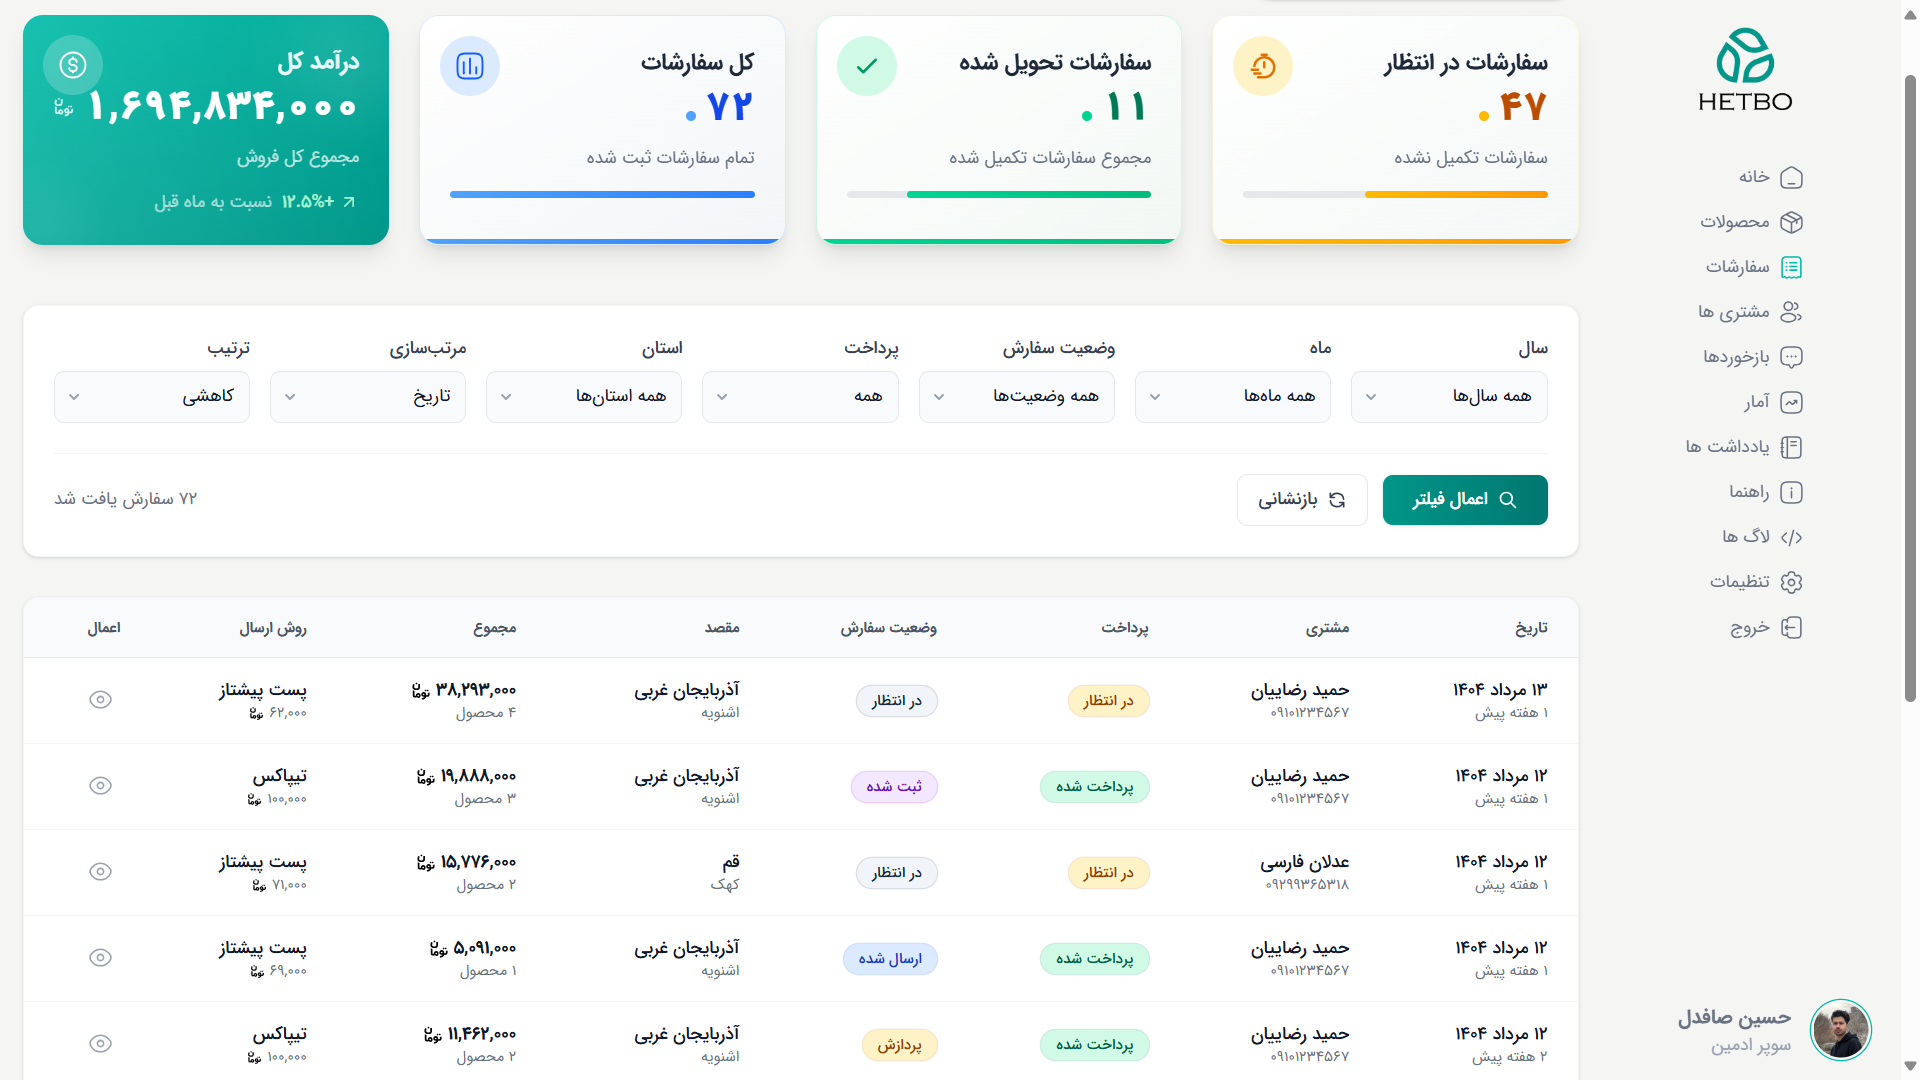 HETBO
خانه
محصولات
سفارشات
مشتری ها
بازخوردها
آمار
یادداشت ها
راهنما
لاگ ها
تنظیمات
خروج
حسین صافدل
سوپر ادمین
سفارشات در انتظار
۴۷
سفارشات تکمیل نشده
سفارشات تحویل شده
۱۱
مجموع سفارشات تکمیل شده
کل سفارشات
۷۲
تمام سفارشات ثبت شده
درآمد کل
۱,۶۹۴,۸۳۴,۰۰۰ تومان
مجموع کل فروش
+۱۲.۵% نسبت به ماه قبل
سال ماه وضعیت سفارش پرداخت استان مرتب‌سازی ترتیب
همه سال‌ها همه ماه‌ها همه وضعیت‌ها همه همه استان‌ها تاریخ کاهشی
اعمال فیلتر بازنشانی ۷۲ سفارش یافت شد
تاریخ مشتری پرداخت وضعیت سفارش مقصد مجموع روش ارسال اعمال
۱۳ مرداد ۱۴۰۴ حمید رضاییان در انتظار در انتظار آذربایجان غربی ۳۸,۲۹۳,۰۰۰ تومان پست پیشتاز
۱ هفته پیش ۰۹۱۰۱۲۳۴۵۶۷ اشنویه ۴ محصول ۶۲,۰۰۰ تومان
۱۲ مرداد ۱۴۰۴ حمید رضاییان پرداخت شده ثبت شده آذربایجان غربی ۱۹,۸۸۸,۰۰۰ تومان تیپاکس
۱ هفته پیش ۰۹۱۰۱۲۳۴۵۶۷ اشنویه ۳ محصول ۱۰۰,۰۰۰ تومان
۱۲ مرداد ۱۴۰۴ عدلان فارسی در انتظار در انتظار قم ۱۵,۷۷۶,۰۰۰ تومان پست پیشتاز
۱ هفته پیش ۰۹۲۹۹۳۶۵۳۱۸ کهک ۲ محصول ۷۱,۰۰۰ تومان
۱۲ مرداد ۱۴۰۴ حمید رضاییان پرداخت شده ارسال شده آذربایجان غربی ۵,۰۹۱,۰۰۰ تومان پست پیشتاز
۱ هفته پیش ۰۹۱۰۱۲۳۴۵۶۷ اشنویه ۱ محصول ۶۹,۰۰۰ تومان
۱۲ مرداد ۱۴۰۴ حمید رضاییان پرداخت شده پردازش آذربایجان غربی ۱۱,۴۶۲,۰۰۰ تومان تیپاکس
۲ هفته پیش ۰۹۱۰۱۲۳۴۵۶۷ اشنویه ۲ محصول ۱۰۰,۰۰۰ تومان